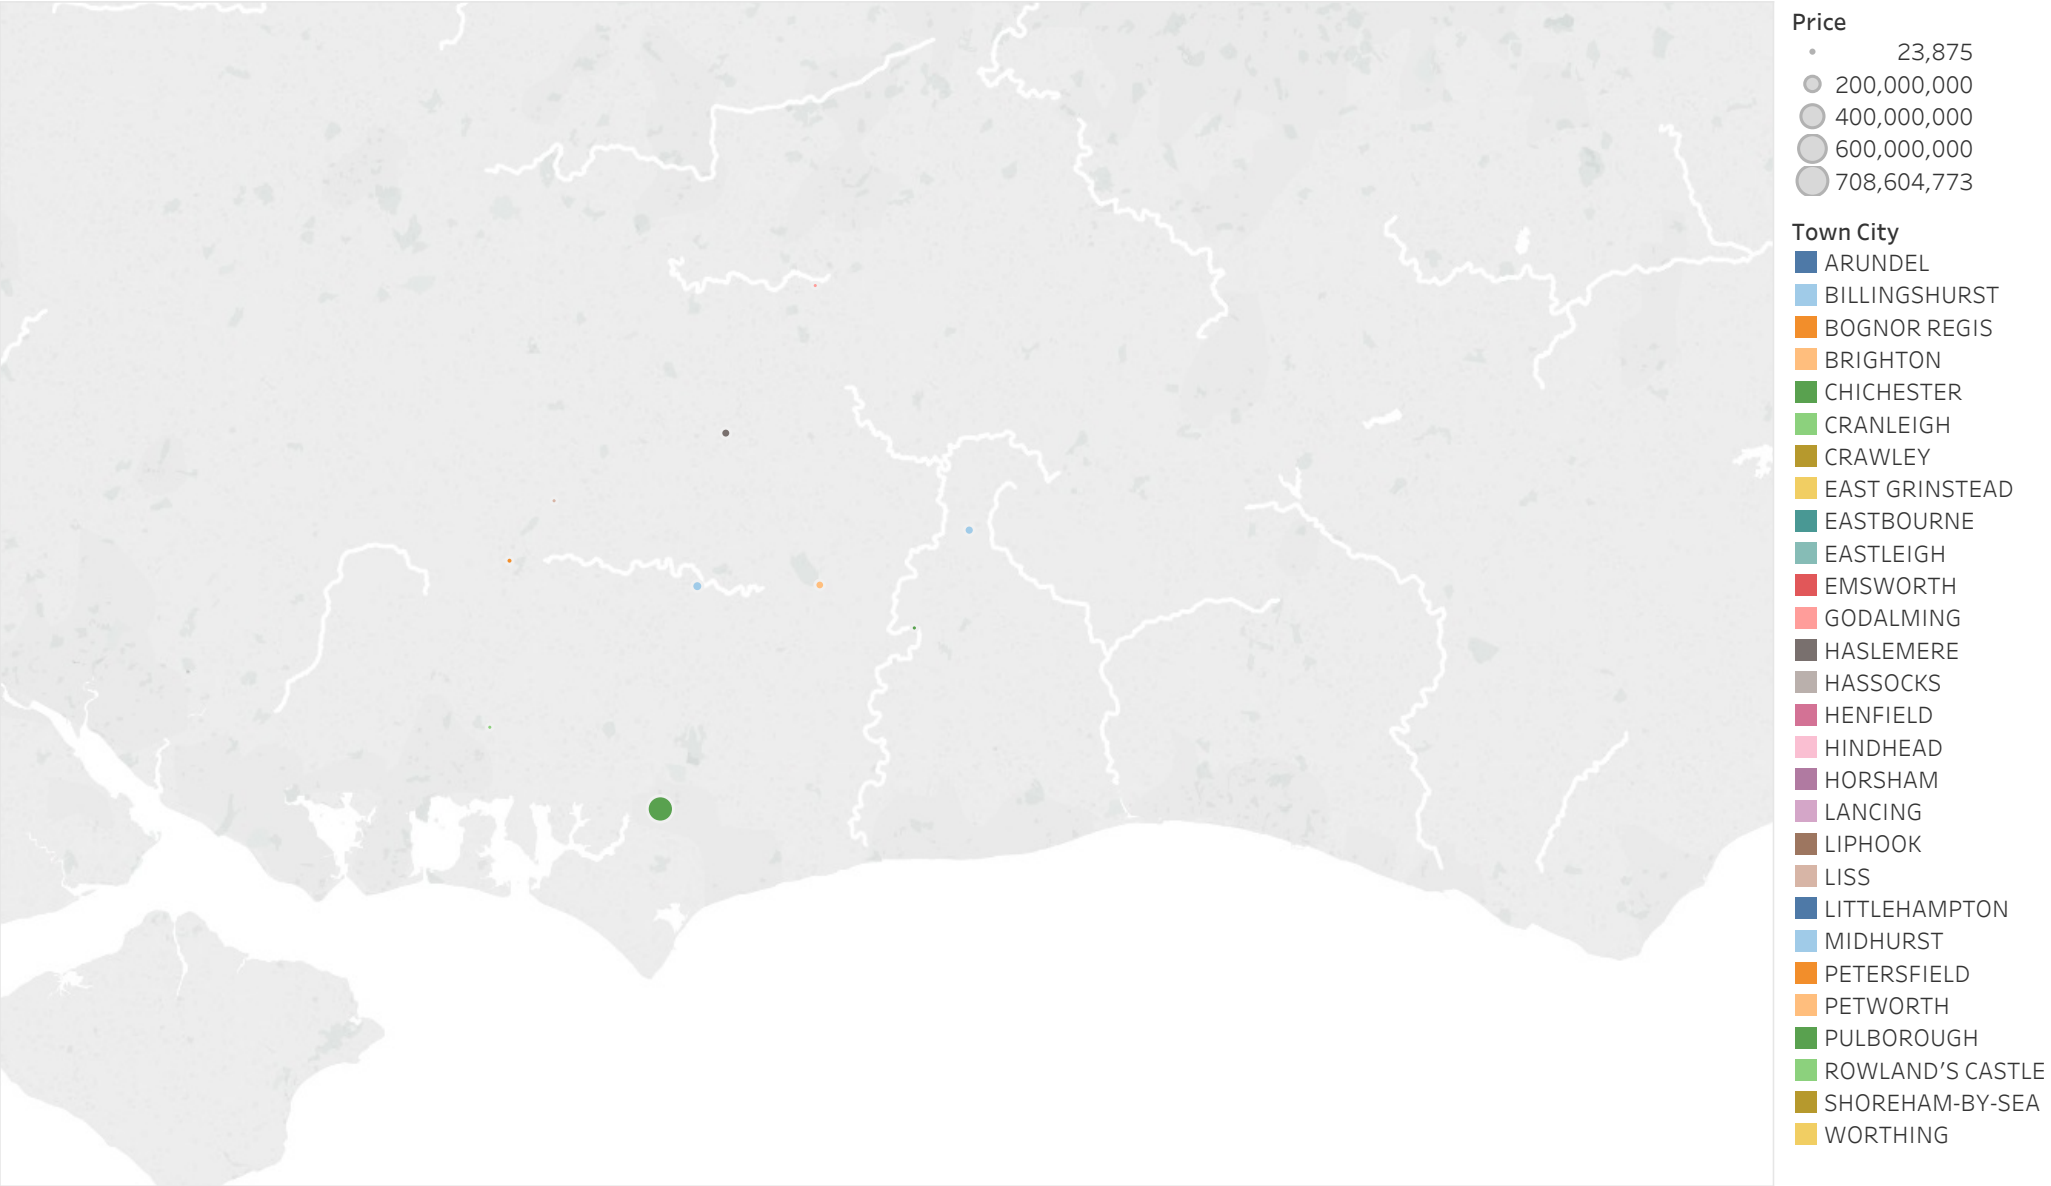 Price
23,875
200,000,000
400,000,000
600,000,000
708,604,773
Town City
ARUNDEL
BILLINGSHURST
BOGNOR REGIS
BRIGHTON
CHICHESTER
CRANLEIGH
CRAWLEY
EAST GRINSTEAD
EASTBOURNE
EASTLEIGH
EMSWORTH
GODALMING
HASLEMERE
HASSOCKS
HENFIELD
HINDHEAD
HORSHAM
LANCING
LIPHOOK
LISS
LITTLEHAMPTON
MIDHURST
PETERSFIELD
PETWORTH
PULBOROUGH
ROWLAND'S CASTLE
SHOREHAM-BY-SEA
WORTHING